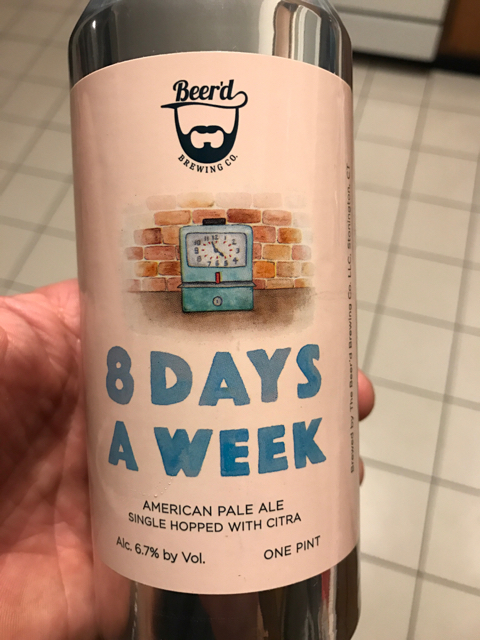 Beer'd
BREWING CO.
8 DAYS
A WEEK
AMERICAN PALE ALE
SINGLE HOPPED WITH CITRA
Alc. 6.7% by Vol.
ONE PINT
Brewed by The Beer'd Brewing Co. LLC, Stonington, CT